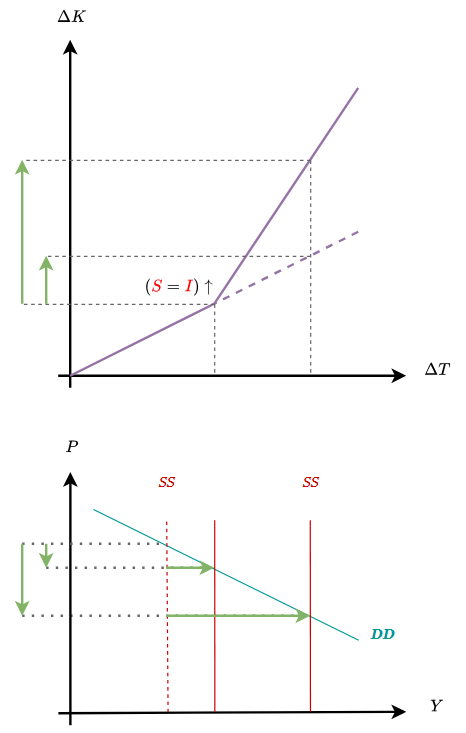 ΔK
(S = I) ↑
ΔT
P
SS SS
DD
Y